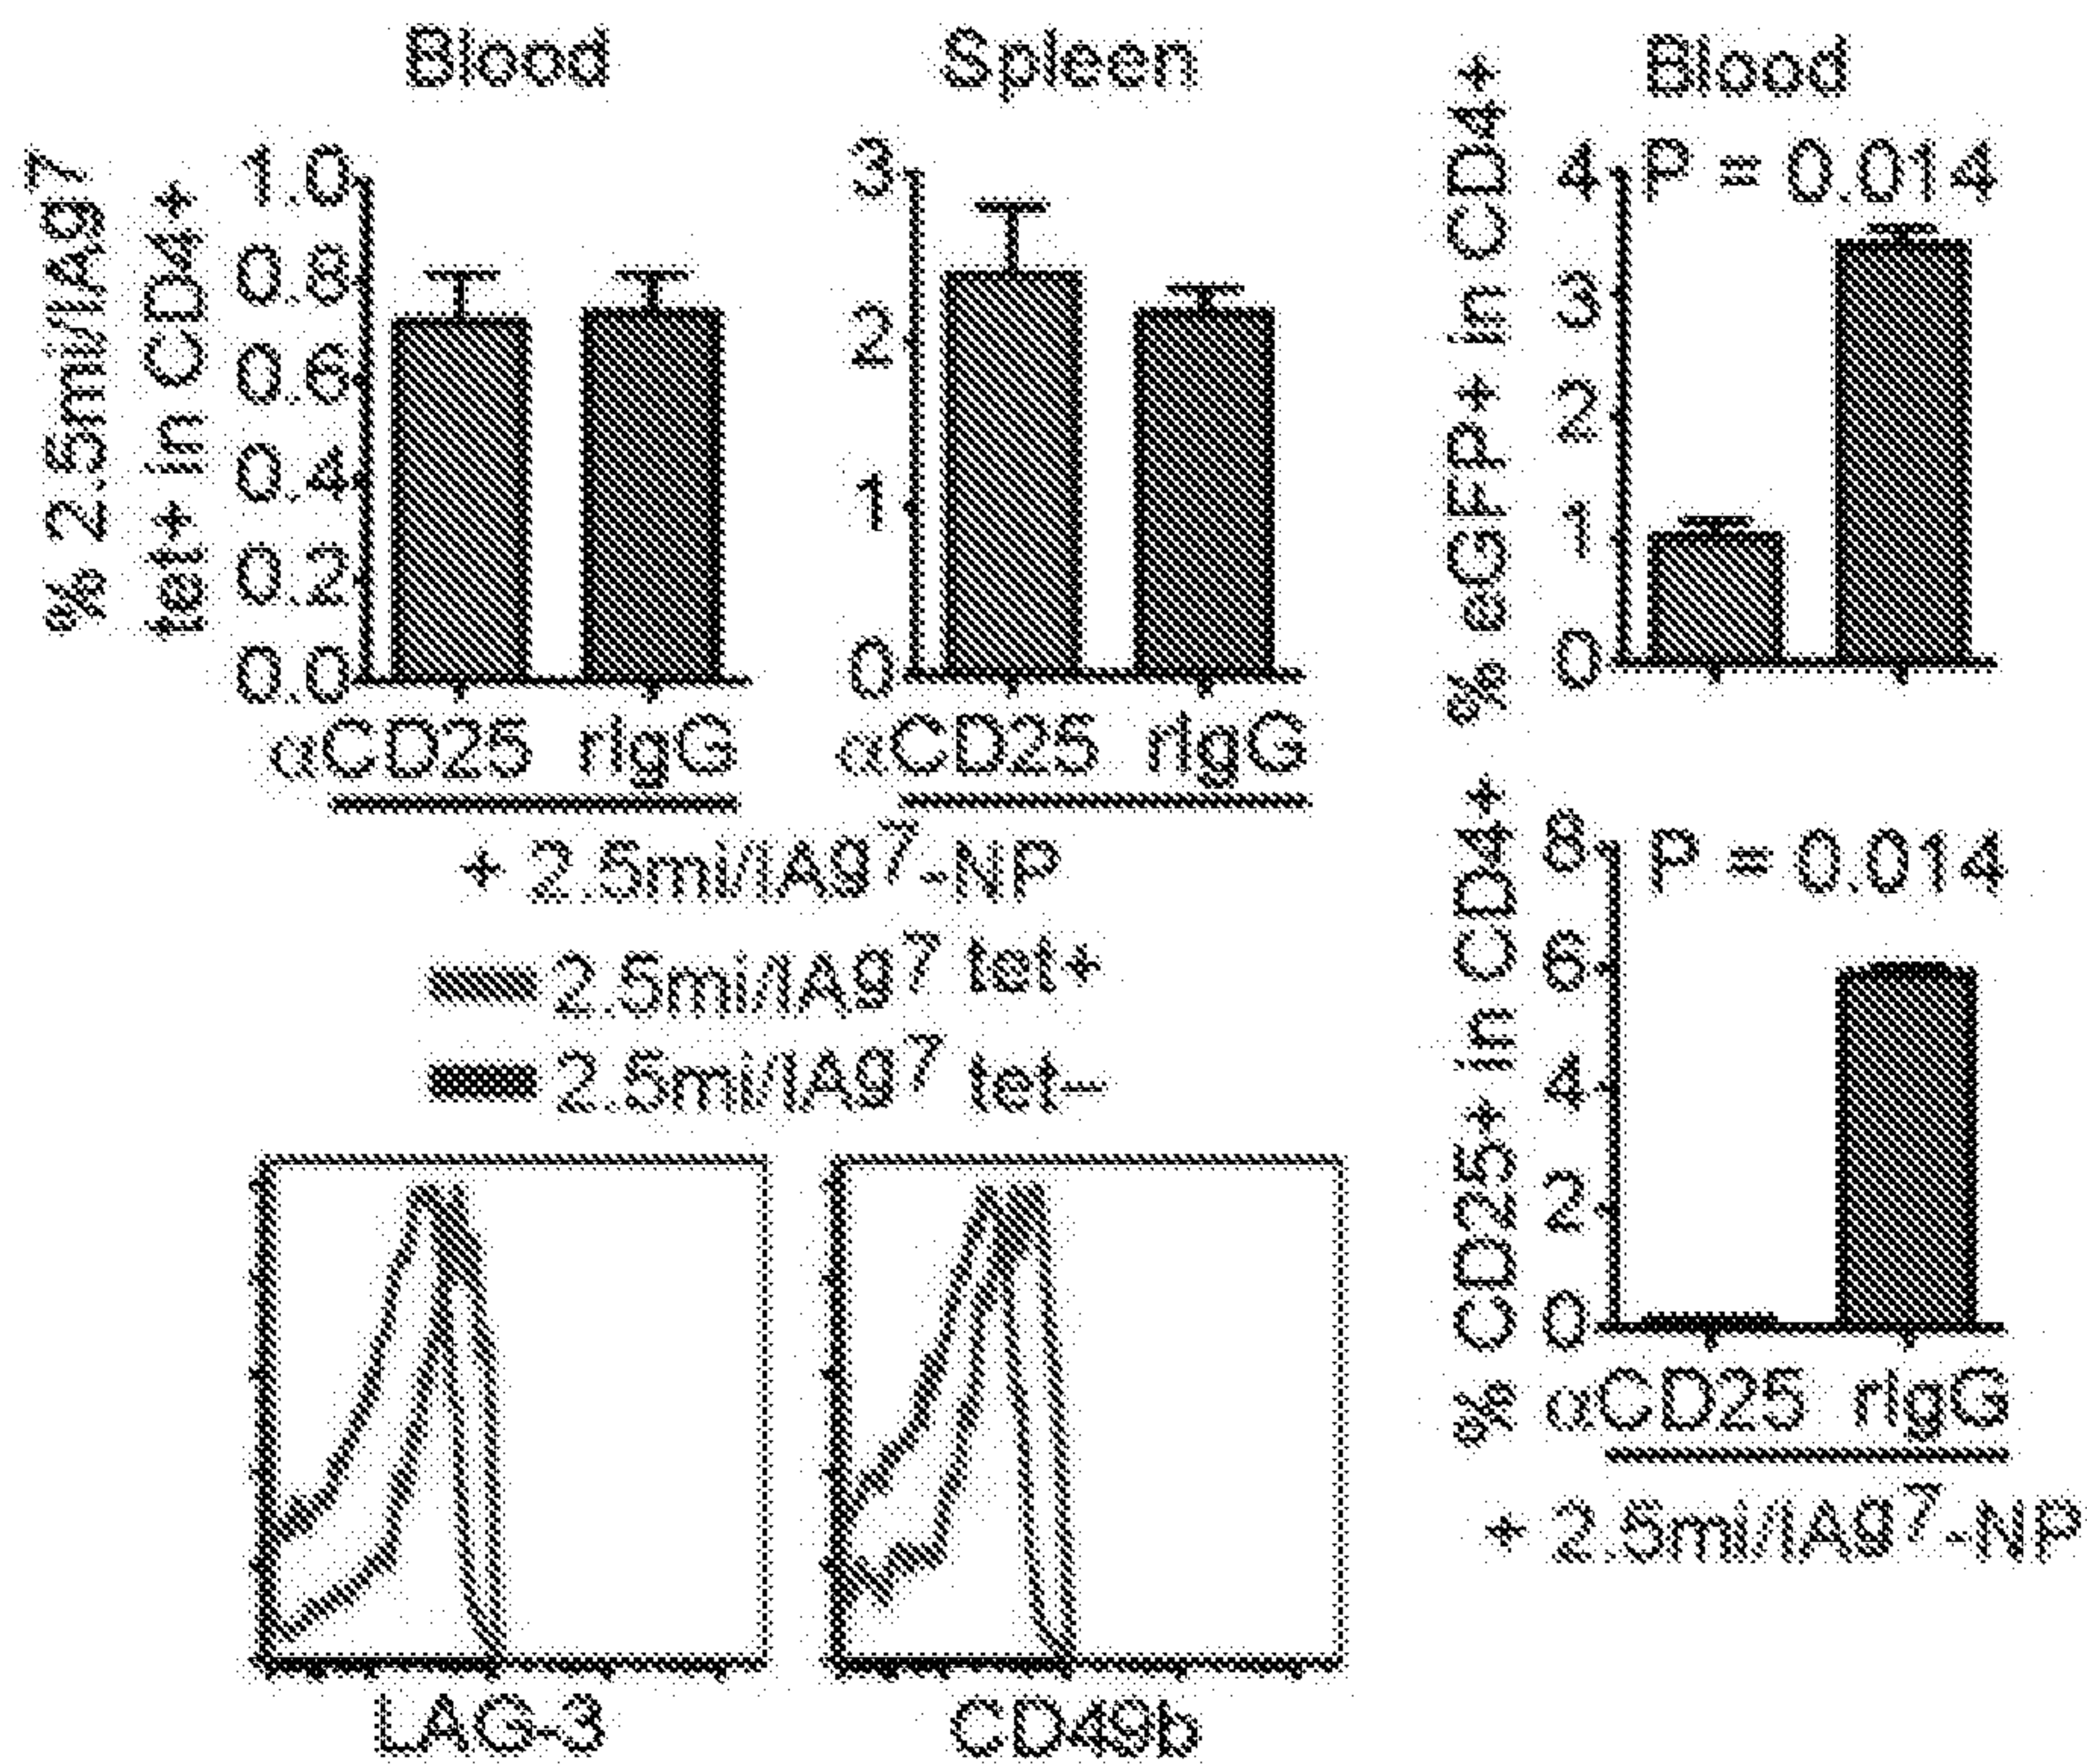 Blood
% 2.5mi/IAg7
tet+ in CD4+
1.0
0.8
0.6
0.4
0.2
0.0
αCD25 rIgG
Spleen
3
2
1
0
αCD25 rIgG
+ 2.5mi/IAg7-NP
2.5mi/IAg7 tet+
2.5mi/IAg7 tet–
LAG-3
CD49b
Blood
% eGFP+ in CD4+
P = 0.014
4
3
2
1
0
% CD25+ in CD4+
P = 0.014
8
6
4
2
0
αCD25 rIgG
+ 2.5mi/IAg7-NP